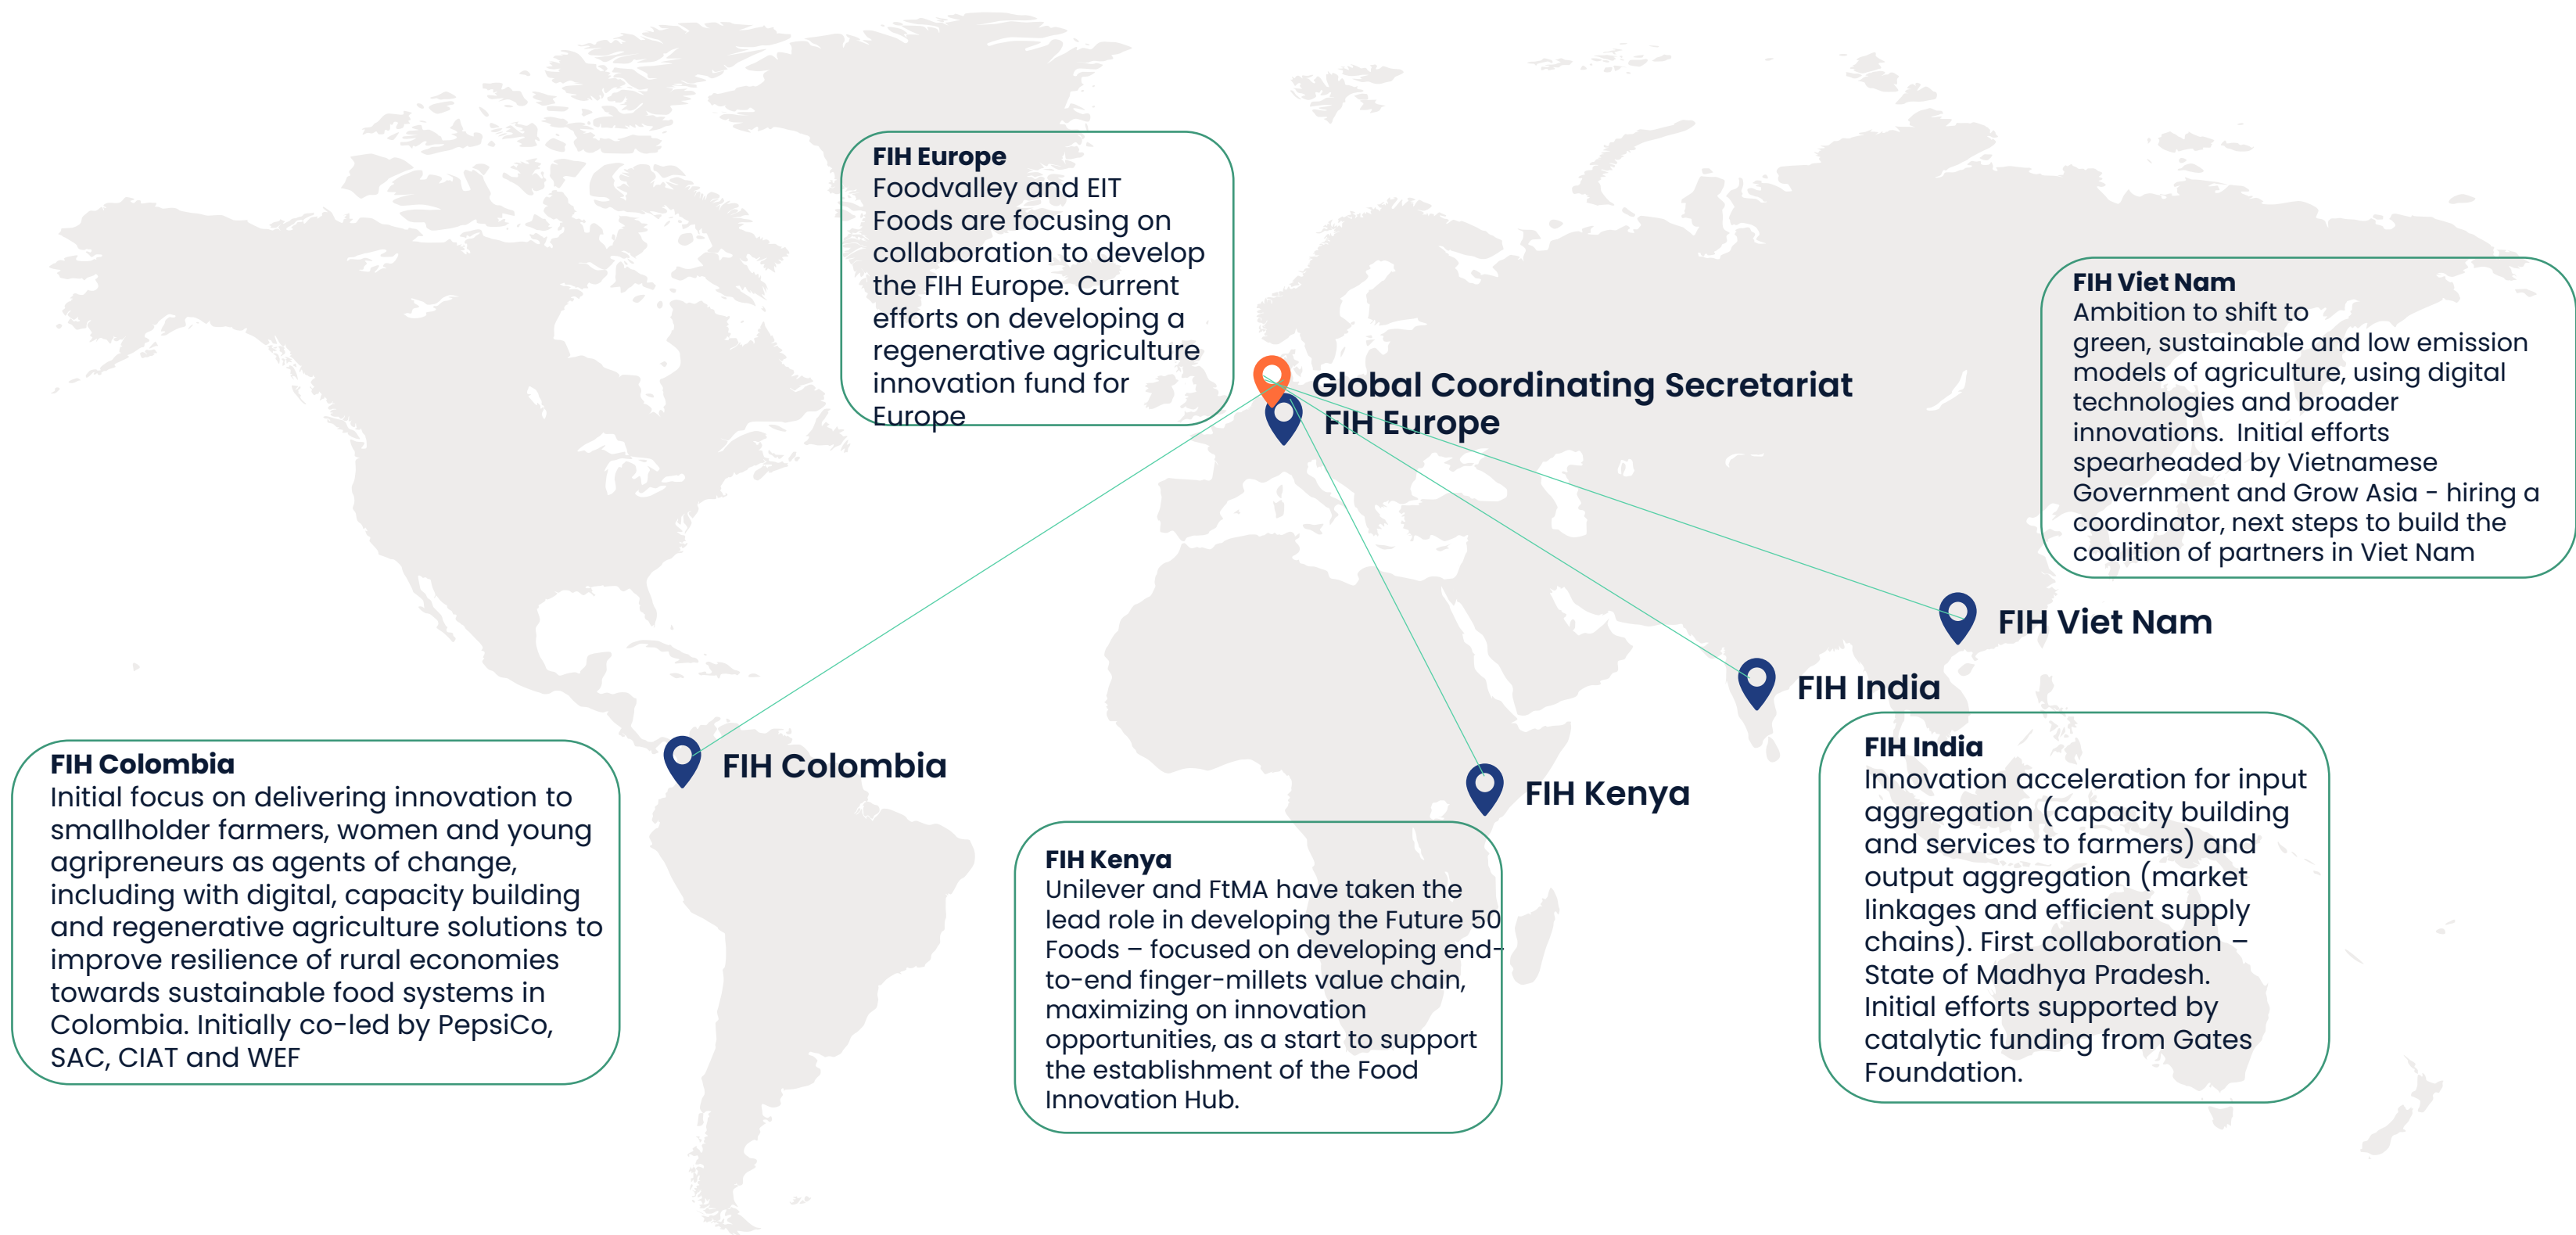 FIH Europe
Foodvalley and EIT
Foods are focusing on
collaboration to develop
the FIH Europe. Current
efforts on developing a
regenerative agriculture
innovation fund for
Europe
Global Coordinating Secretariat
FIH Europe
FIH Viet Nam
Ambition to shift to
green, sustainable and low emission
models of agriculture, using digital
technologies and broader
innovations.  Initial efforts
spearheaded by Vietnamese
Government and Grow Asia - hiring a
coordinator, next steps to build the
coalition of partners in Viet Nam
FIH Viet Nam
FIH India
FIH Colombia
FIH Kenya
FIH Colombia
Initial focus on delivering innovation to
smallholder farmers, women and young
agripreneurs as agents of change,
including with digital, capacity building
and regenerative agriculture solutions to
improve resilience of rural economies
towards sustainable food systems in
Colombia. Initially co-led by PepsiCo,
SAC, CIAT and WEF
FIH Kenya
Unilever and FtMA have taken the
lead role in developing the Future 50
Foods – focused on developing end-
to-end finger-millets value chain,
maximizing on innovation
opportunities, as a start to support
the establishment of the Food
Innovation Hub.
FIH India
Innovation acceleration for input
aggregation (capacity building
and services to farmers) and
output aggregation (market
linkages and efficient supply
chains). First collaboration –
State of Madhya Pradesh.
Initial efforts supported by
catalytic funding from Gates
Foundation.